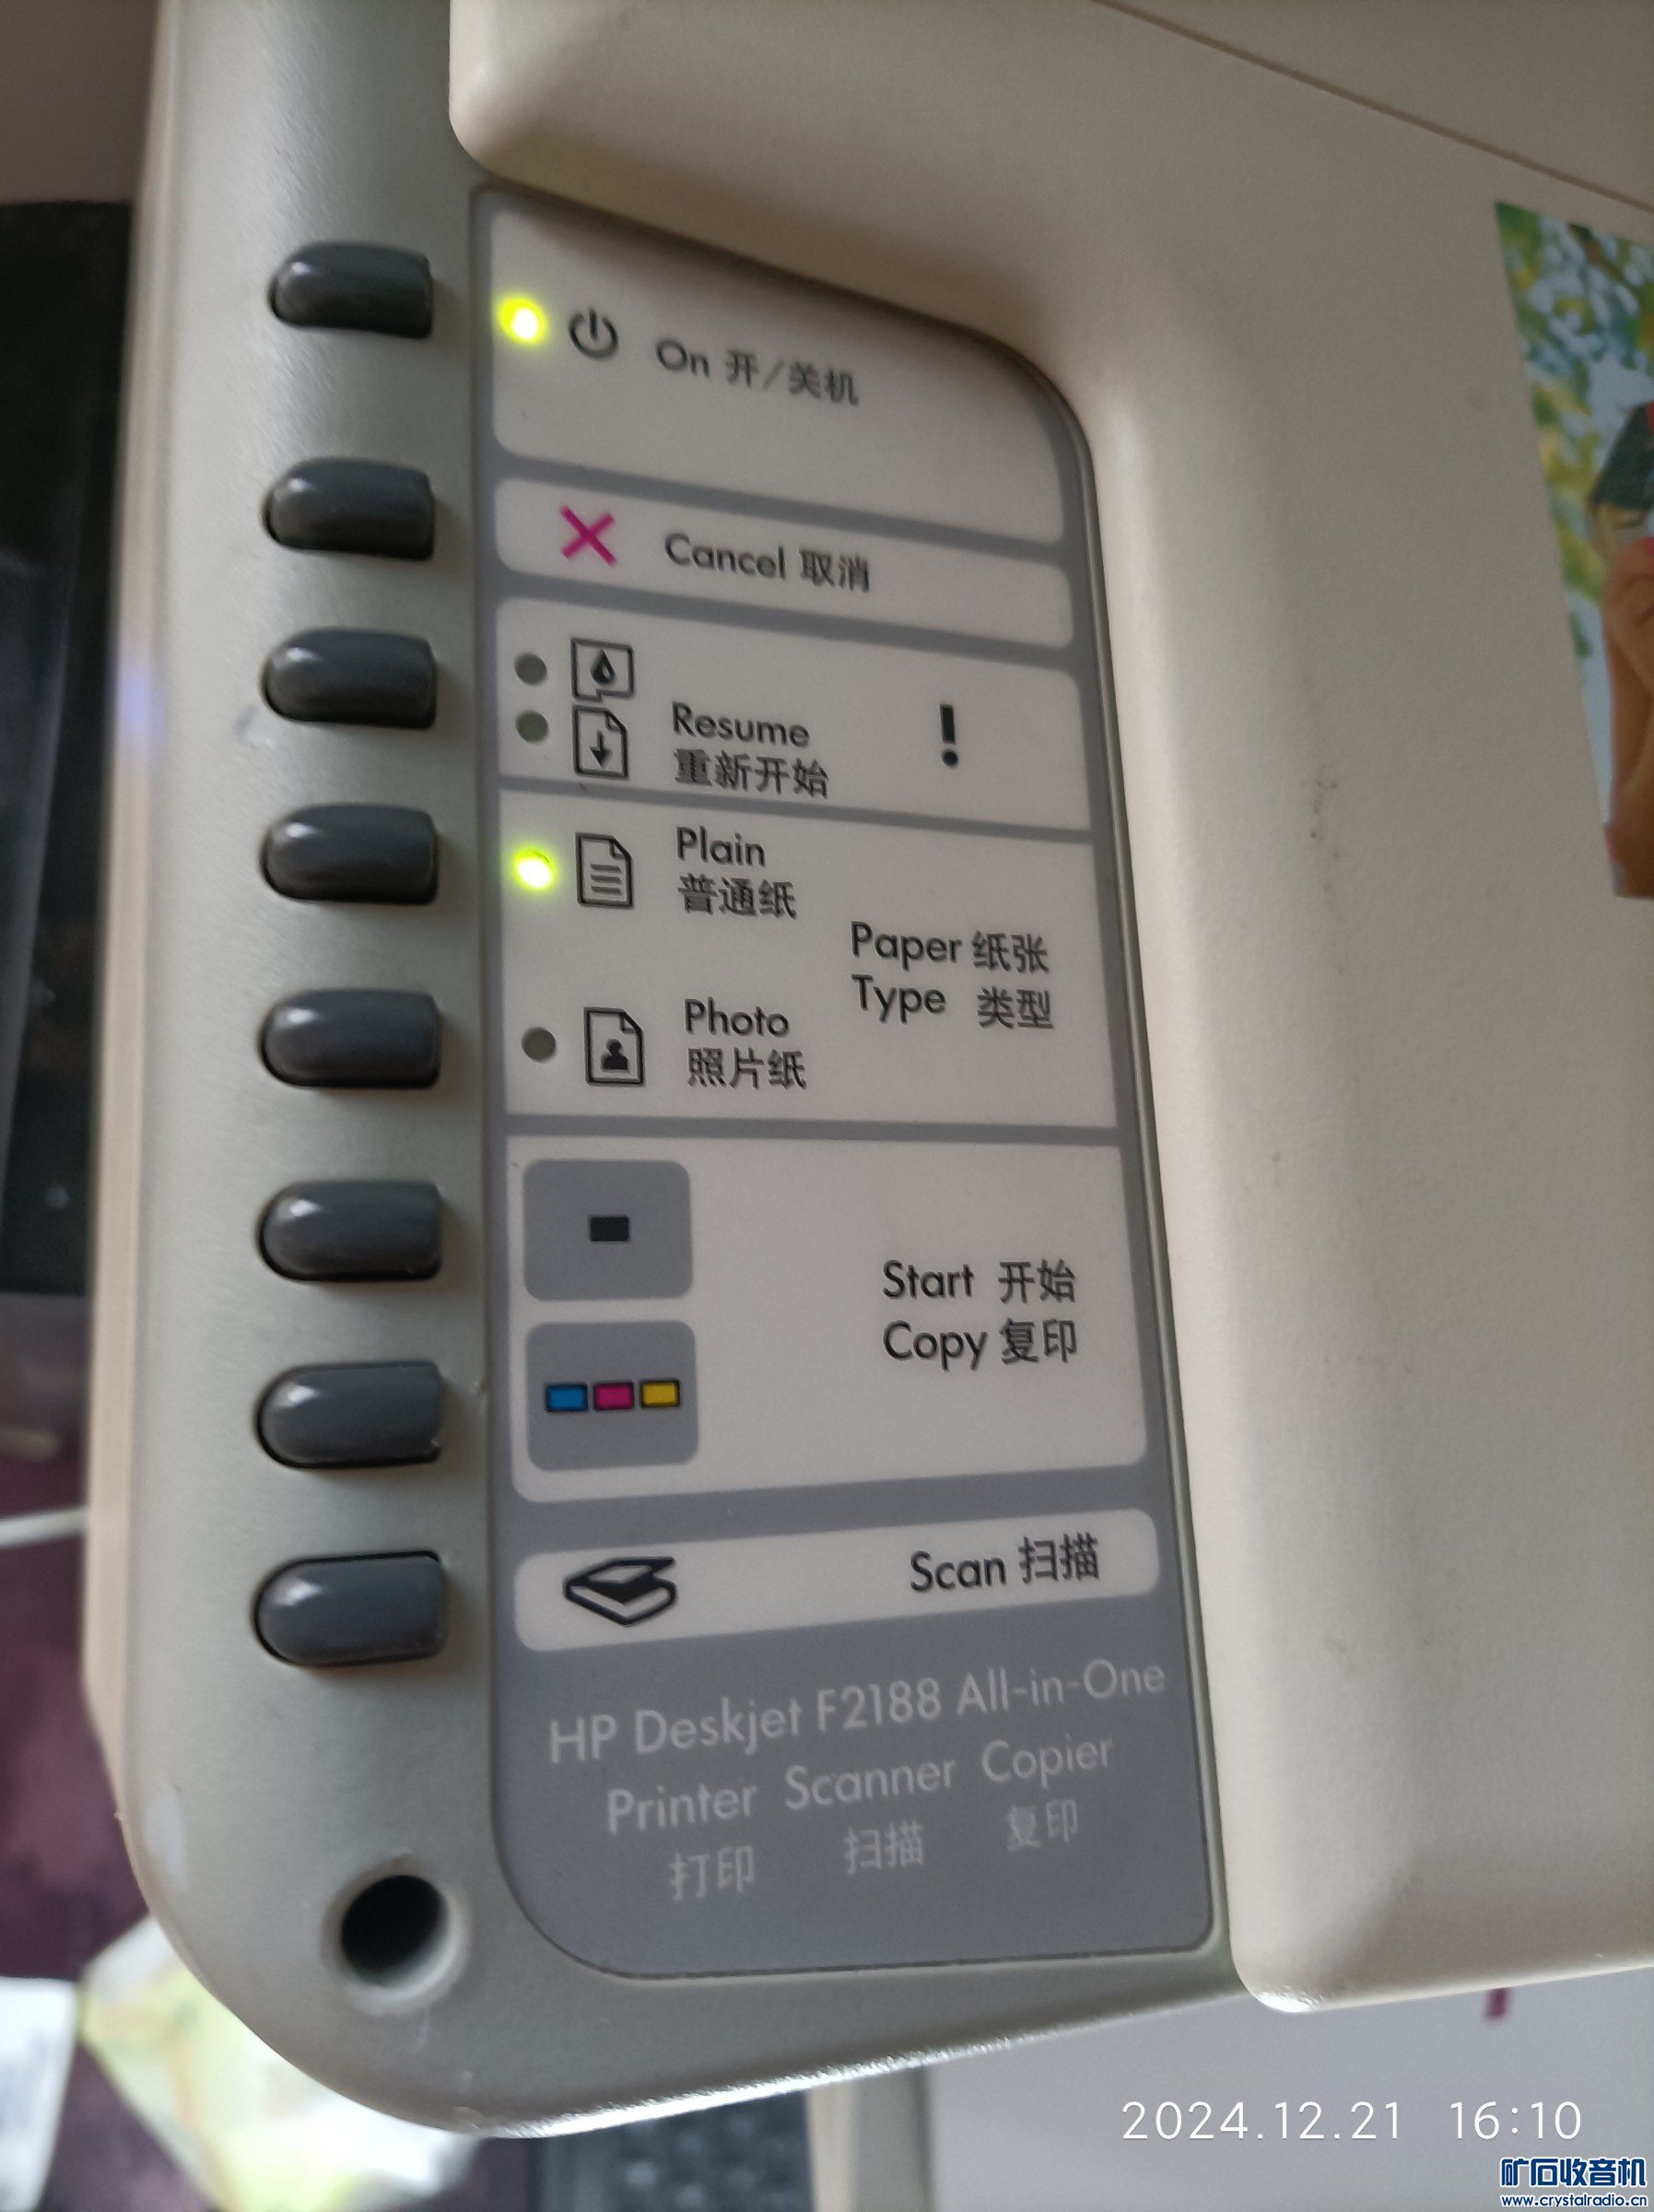 On 开/关机
Cancel 取消
Resume
重新开始
!
Plain
普通纸
Paper 纸张
Type 类型
Photo
照片纸
Start 开始
Copy 复印
Scan 扫描
HP Deskjet F2188 All-in-One
Printer Scanner Copier
打印 扫描 复印
2024.12.21 16:10
矿石收音机
www.crystalradio.cn